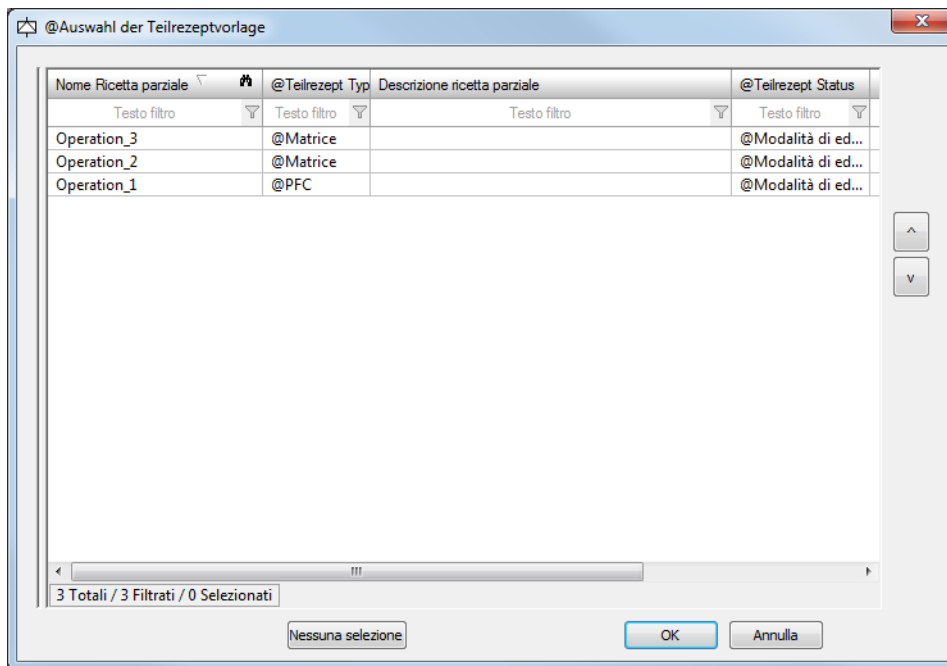 @Auswahl der Teilrezeptvorlage
Nome Ricetta parziale @Teilrezept Typ Descrizione ricetta parziale @Teilrezept Status
Testo filtro Testo filtro Testo filtro Testo filtro
Operation_3 @Matrice @Modalità di ed...
Operation_2 @Matrice @Modalità di ed...
Operation_1 @PFC @Modalità di ed...
3 Totali / 3 Filtrati / 0 Selezionati
Nessuna selezione OK Annulla